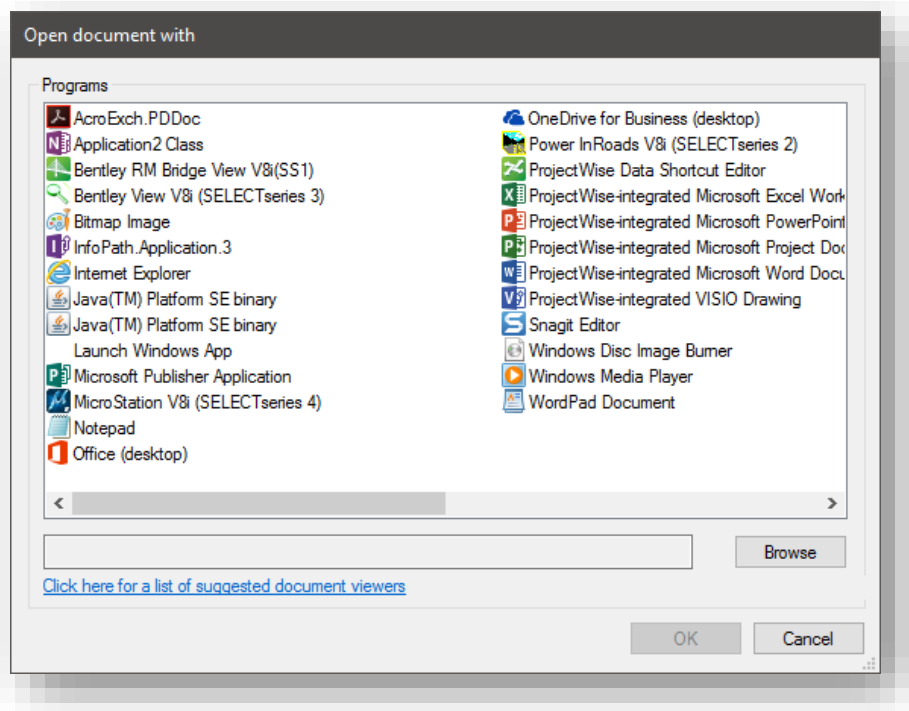 Open document with
Programs
AcroExch.PDDoc
Application2 Class
Bentley RM Bridge View V8i(SS1)
Bentley View V8i (SELECTseries 3)
Bitmap Image
InfoPath.Application.3
Internet Explorer
Java(TM) Platform SE binary
Java(TM) Platform SE binary
Launch Windows App
Microsoft Publisher Application
MicroStation V8i (SELECTseries 4)
Notepad
Office (desktop)
OneDrive for Business (desktop)
Power InRoads V8i (SELECTseries 2)
ProjectWise Data Shortcut Editor
ProjectWise-integrated Microsoft Excel Work
ProjectWise-integrated Microsoft PowerPoint
ProjectWise-integrated Microsoft Project Doc
ProjectWise-integrated Microsoft Word Docu
ProjectWise-integrated VISIO Drawing
Snagit Editor
Windows Disc Image Burner
Windows Media Player
WordPad Document
Browse
Click here for a list of suggested document viewers
OK
Cancel